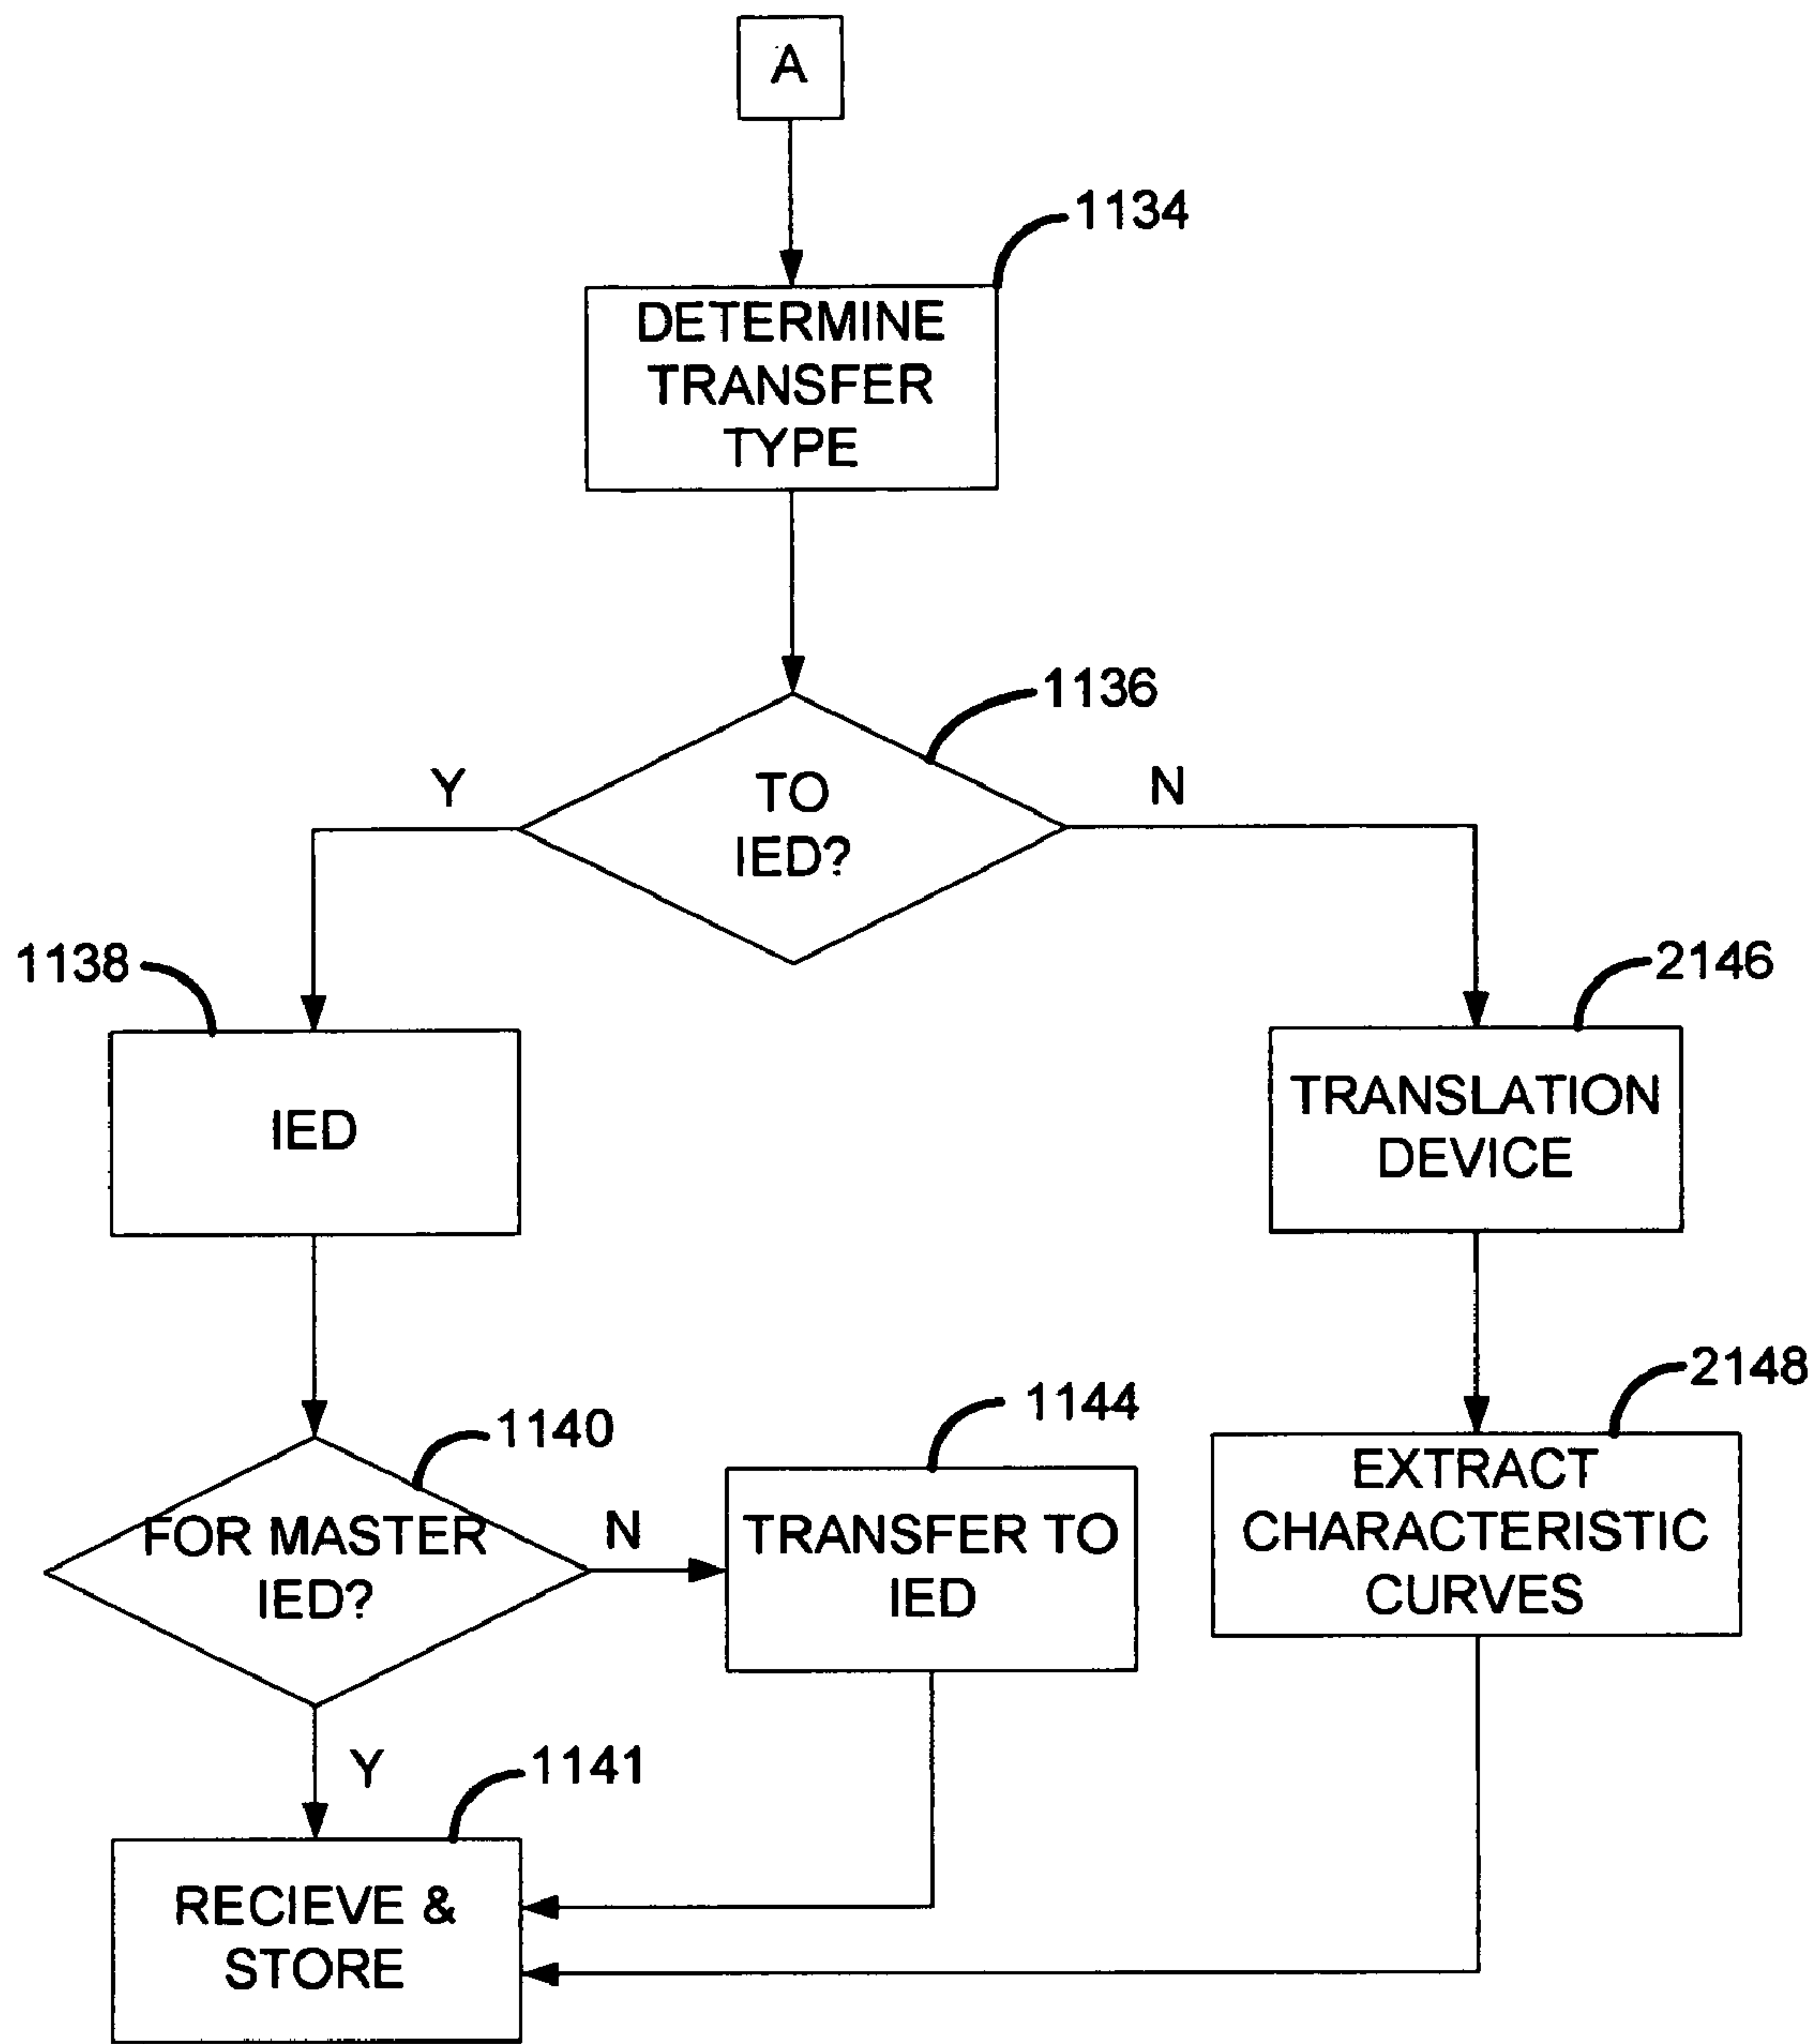 A
1134
DETERMINE
TRANSFER
TYPE
1136
TO
IED?
Y
N
1138
IED
2146
TRANSLATION
DEVICE
1140
FOR MASTER
IED?
N
Y
1144
TRANSFER TO
IED
2148
EXTRACT
CHARACTERISTIC
CURVES
1141
RECIEVE &
STORE